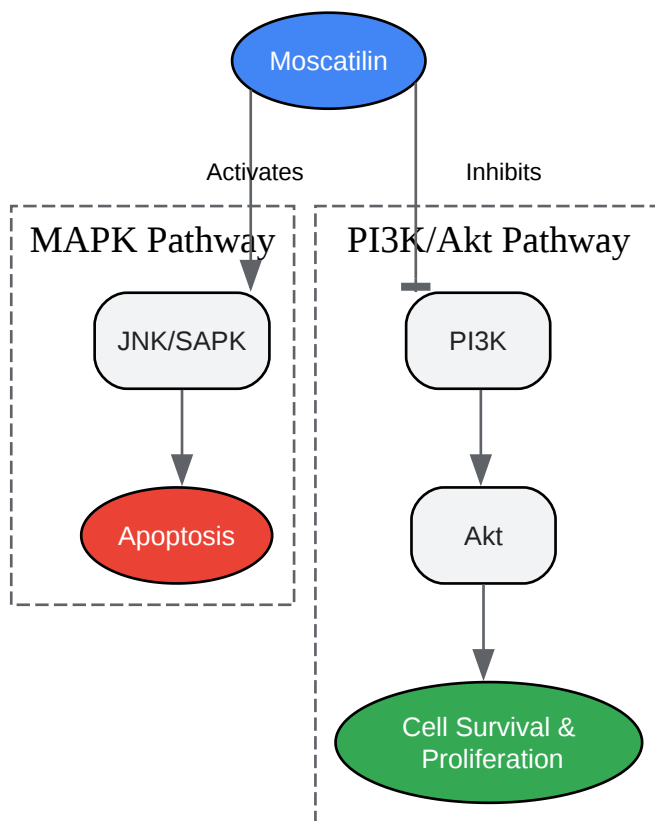 Moscatilin
Activates
Inhibits
MAPK Pathway
PI3K/Akt Pathway
JNK/SAPK
PI3K
Apoptosis
Akt
Cell Survival &
Proliferation